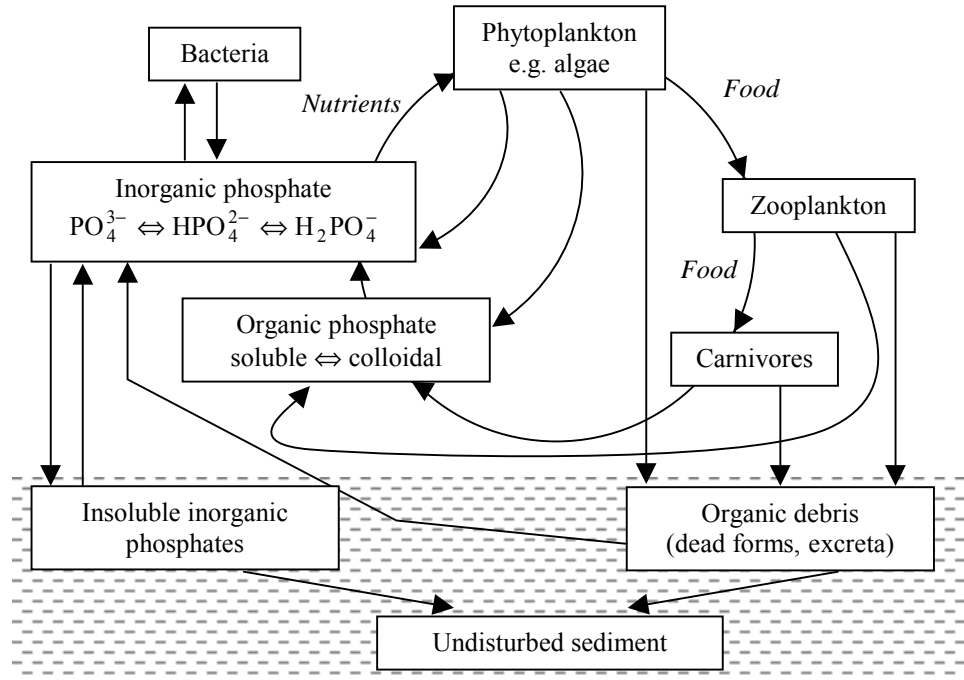 Bacteria
Phytoplankton
e.g. algae
Nutrients
Food
Inorganic phosphate
PO₄³⁻ ⇔ HPO₄²⁻ ⇔ H₂PO₄⁻
Zooplankton
Food
Organic phosphate
soluble ⇔ colloidal
Carnivores
Insoluble inorganic
phosphates
Organic debris
(dead forms, excreta)
Undisturbed sediment